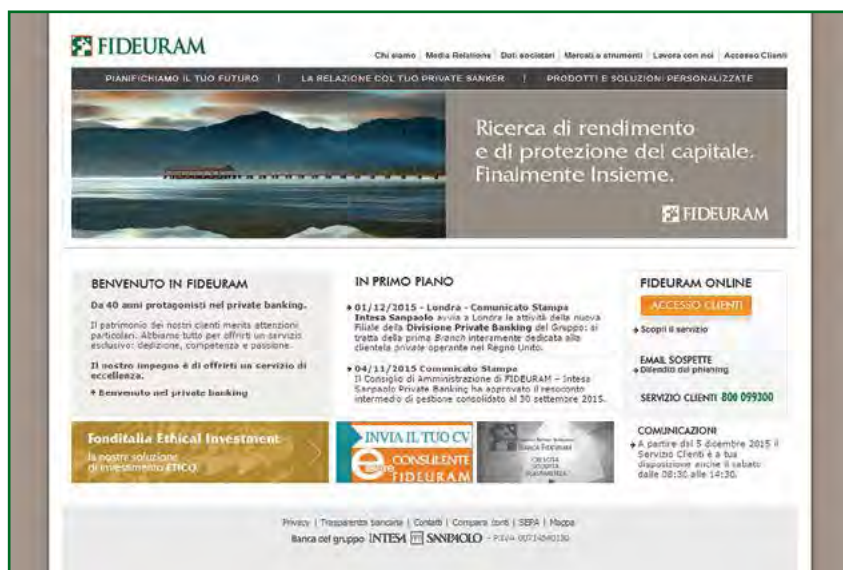 FIDEURAM
Chi siamo Media Relations Dati societari Mercati e strumenti Lavora con noi Accesso Clienti
PIANIFICHIAMO IL TUO FUTURO | LA RELAZIONE COL TUO PRIVATE BANKER | PRODOTTI E SOLUZIONI PERSONALIZZATE
Ricerca di rendimento
e di protezione del capitale.
Finalmente Insieme.
FIDEURAM
BENVENUTO IN FIDEURAM
Da 40 anni protagonisti nel private banking.
Il patrimonio dei nostri clienti merita attenzioni
particolari. Abbiamo tutto per offrirti un servizio
esclusivo: dedizione, competenza e passione.
Il nostro impegno è di offrirti un servizio di
eccellenza.
Benvenuto nel private banking
IN PRIMO PIANO
01/12/2015 - Londra - Comunicato Stampa
Intesa Sanpaolo avvia a Londra le attività della nuova
Filiale della Divisione Private Banking del Gruppo: si
tratta della prima Branch interamente dedicata alla
clientela private operante nel Regno Unito.
04/11/2015 Comunicato Stampa
Il Consiglio di Amministrazione di FIDEURAM – Intesa
Sanpaolo Private Banking ha approvato il resoconto
intermedio di gestione consolidato al 30 settembre 2015.
FIDEURAM ONLINE
ACCESSO CLIENTI
Scopri il servizio
EMAIL SOSPETTE
Difenditi dal phishing
SERVIZIO CLIENTI 800 099300
COMUNICAZIONI
A partire dal 5 dicembre 2015 il
Servizio Clienti è a tua
disposizione anche il sabato
dalle 08:30 alle 14:30.
Fonditalia Ethical Investment
la nostra soluzione
di investimento ETICO.
INVIA IL TUO CV
essere CONSULENTE
FIDEURAM
BANCA FIDEURAM
Privacy | Trasparenza bancaria | Contatti | Compara conti | SEPA | Mappa
Banca del gruppo INTESA SANPAOLO - P.IVA